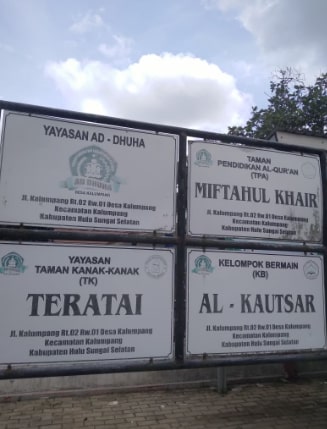 YAYASAN AD - DHUHA
AD DHUHA
Jl. Kalumpang Rt.02 Rw.01 Desa Kalumpang
Kecamatan Kalumpang
Kabupaten Hulu Sungai Selatan
TAMAN
PENDIDIKAN AL-QUR'AN
(TPA)
MIFTAHUL KHAIR
Jl. Kalumpang Rt.02 Rw.01 Desa Kalumpang
Kecamatan Kalumpang
Kabupaten Hulu Sungai Selatan
YAYASAN
TAMAN KANAK-KANAK
(TK)
TERATAI
Jl. Kalumpang Rt.02 Rw.01 Desa Kalumpang
Kecamatan Kalumpang
Kabupaten Hulu Sungai Selatan
KELOMPOK BERMAIN
(KB)
AL - KAUTSAR
Jl. Kalumpang Rt.02 Rw.01 Desa Kalumpang
Kecamatan Kalumpang
Kabupaten Hulu Sungai Selatan